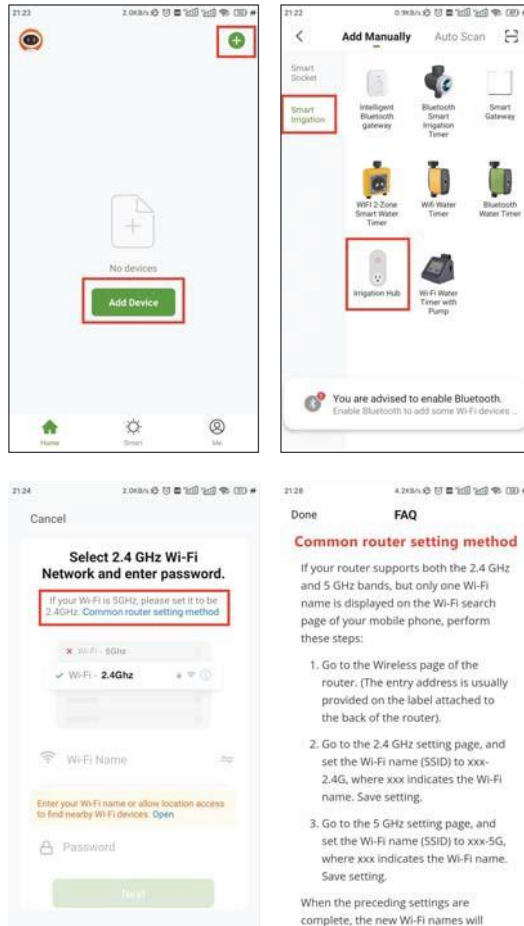 21:23
2.0KB/s
No devices
Add Device
Home
Smart
Me
21:22
0.9KB/s
Add Manually
Auto Scan
Smart
Socket
Smart
Irrigation
Intelligent
Bluetooth
gateway
Bluetooth
Smart
Irrigation
Timer
Smart
Gateway
WIFI 2-Zone
Smart Water
Timer
Wifi Water
Timer
Bluetooth
Water Timer
Irrigation Hub
Wi-Fi Water
Timer with
Pump
You are advised to enable Bluetooth.
Enable Bluetooth to add some Wi-Fi devices ...
21:24
2.0KB/s
Cancel
Select 2.4 GHz Wi-Fi
Network and enter password.
If your Wi-Fi is 5GHz, please set it to be
2.4GHz. Common router setting method
Wi-Fi - 5Ghz
Wi-Fi - 2.4Ghz
Wi-Fi Name
Enter your Wi-Fi name or allow location access
to find nearby Wi-Fi devices. Open
Password
Next
21:28
4.2KB/s
Done
FAQ
Common router setting method
If your router supports both the 2.4 GHz
and 5 GHz bands, but only one Wi-Fi
name is displayed on the Wi-Fi search
page of your mobile phone, perform
these steps:
1. Go to the Wireless page of the
router. (The entry address is usually
provided on the label attached to
the back of the router).
2. Go to the 2.4 GHz setting page, and
set the Wi-Fi name (SSID) to xxx-
2.4G, where xxx indicates the Wi-Fi
name. Save setting.
3. Go to the 5 GHz setting page, and
set the Wi-Fi name (SSID) to xxx-5G,
where xxx indicates the Wi-Fi name.
Save setting.
When the preceding settings are
complete, the new Wi-Fi names will